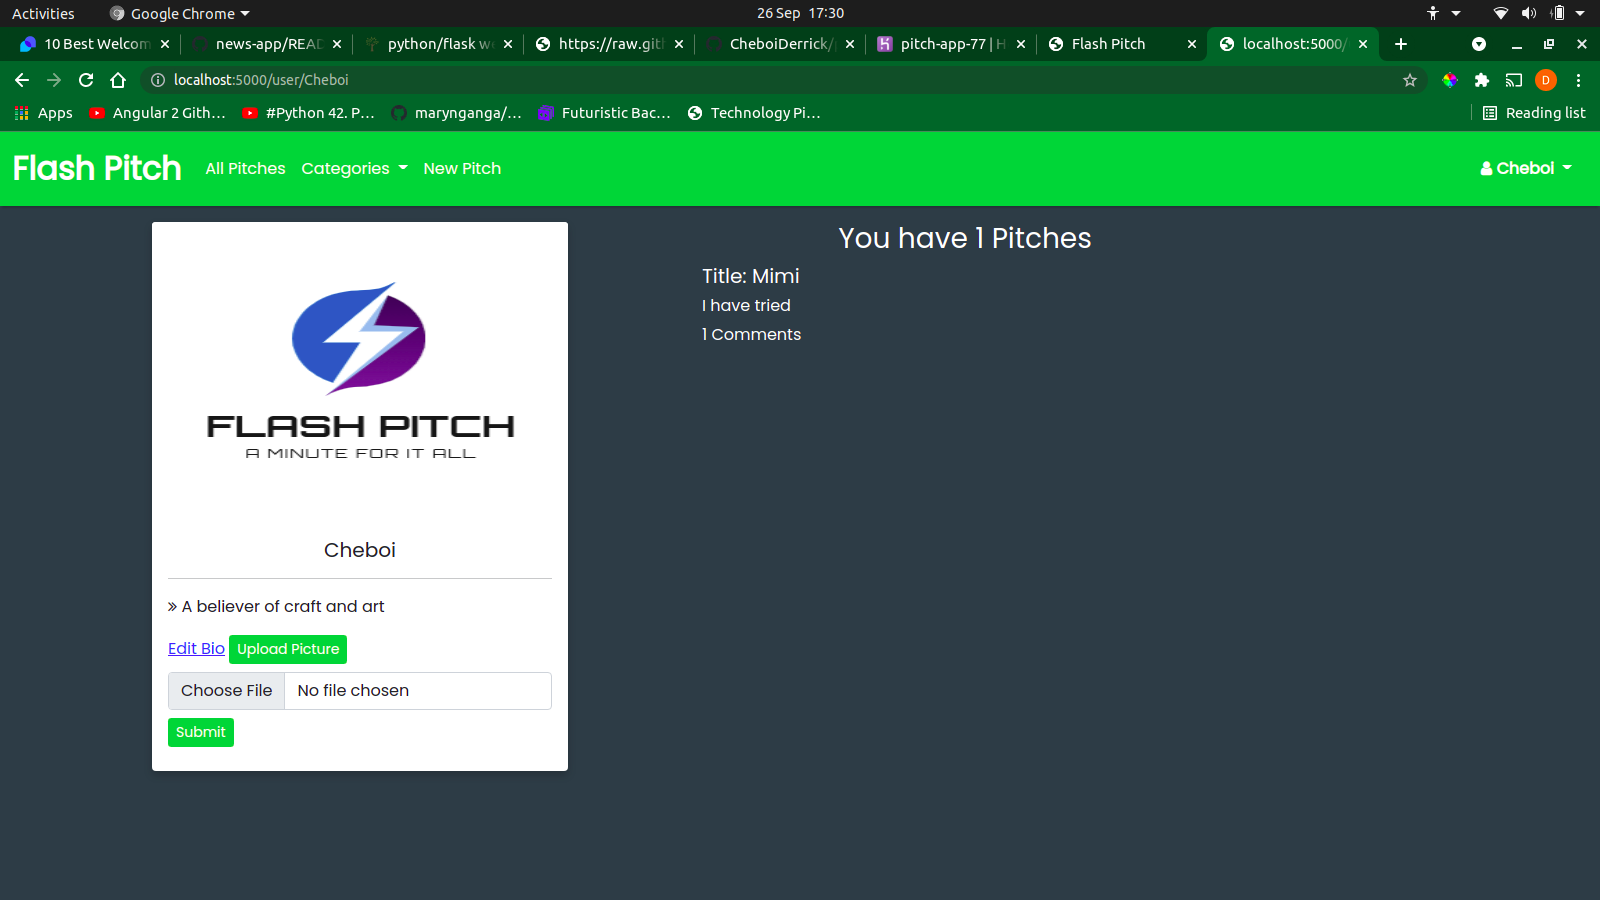 Activities Google Chrome 26 Sep 17:30
10 Best Welcom news-app/READ python/flask we https://raw.gith CheboiDerrick/p pitch-app-77 | H Flash Pitch localhost:5000/
localhost:5000/user/Cheboi D
Apps Angular 2 Gith... #Python 42. P... marynganga/... Futuristic Bac... Technology Pi... Reading list
Flash Pitch All Pitches Categories New Pitch CheboI
You have 1 Pitches
Title: Mimi
I have tried
1 Comments
FLASH PITCH
A MINUTE FOR IT ALL
Cheboi
» A believer of craft and art
Edit Bio Upload Picture
Choose File No file chosen
Submit